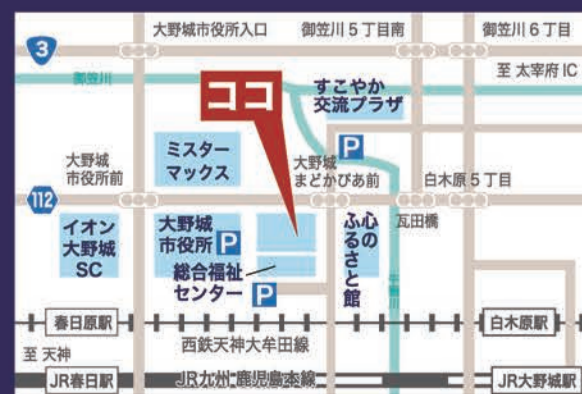 3
大野城市役所入口
御笠川5丁目南
御笠川6丁目
御笠川
至 太宰府IC
ココ
すこやか
交流プラザ
P
ミスター
マックス
大野城
市役所前
大野城
まどかぴあ前
白木原5丁目
112
瓦田橋
イオン
大野城
SC
大野城
市役所
P
心の
ふるさと館
総合福祉
センター
P
春日原駅
白木原駅
至 天神
西鉄天神大牟田線
JR春日駅
JR九州 鹿児島本線
JR大野城駅